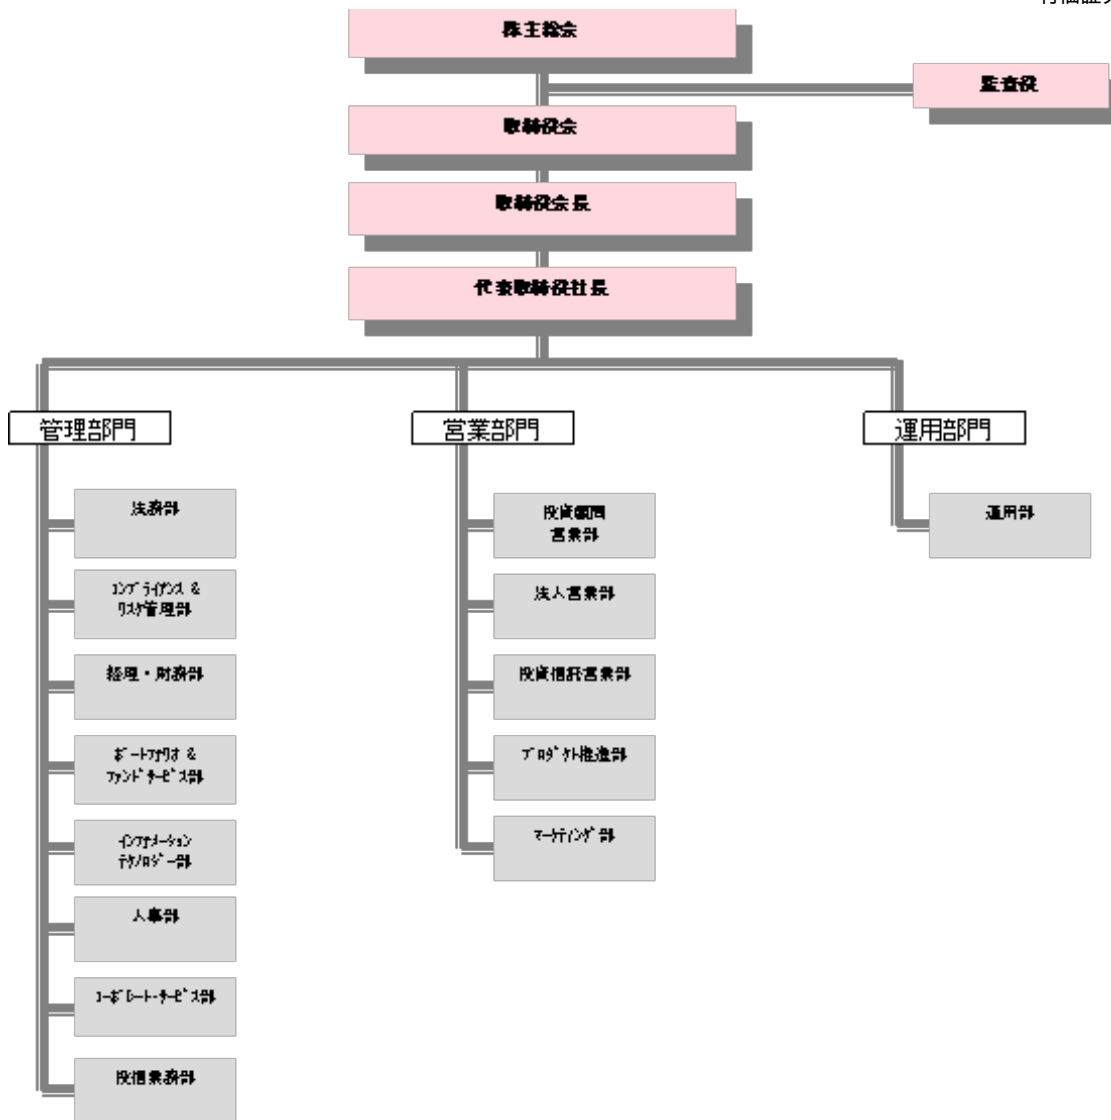 株主総会
監査役
取締役会
取締役会長
代表取締役社長
管理部門
営業部門
運用部門
法務部
コンプライアンス &
リスク管理部
経理・財務部
ポートフォリオ &
ファンドサービス部
インフォメーション
テクノロジー部
人事部
コーポレート・サービス部
投信業務部
投資顧問
営業部
法人営業部
投資信託営業部
プロダクト推進部
マーケティング部
運用部